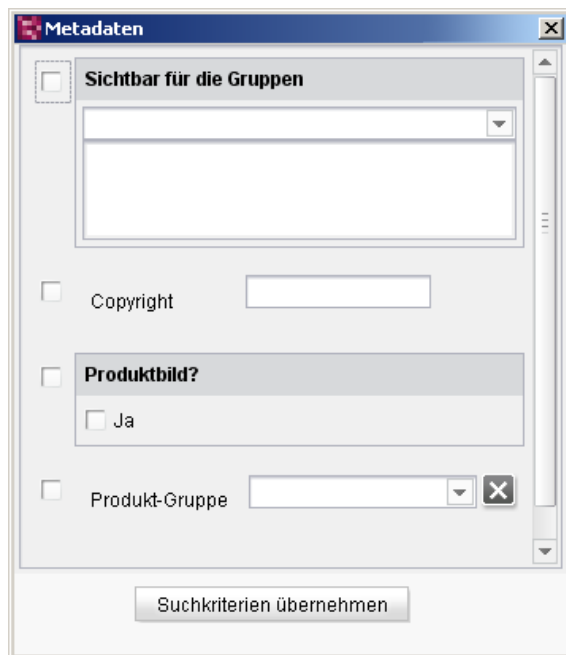 Metadaten
Sichtbar für die Gruppen
Copyright
Produktbild?
Ja
Produkt-Gruppe
Suchkriterien übernehmen